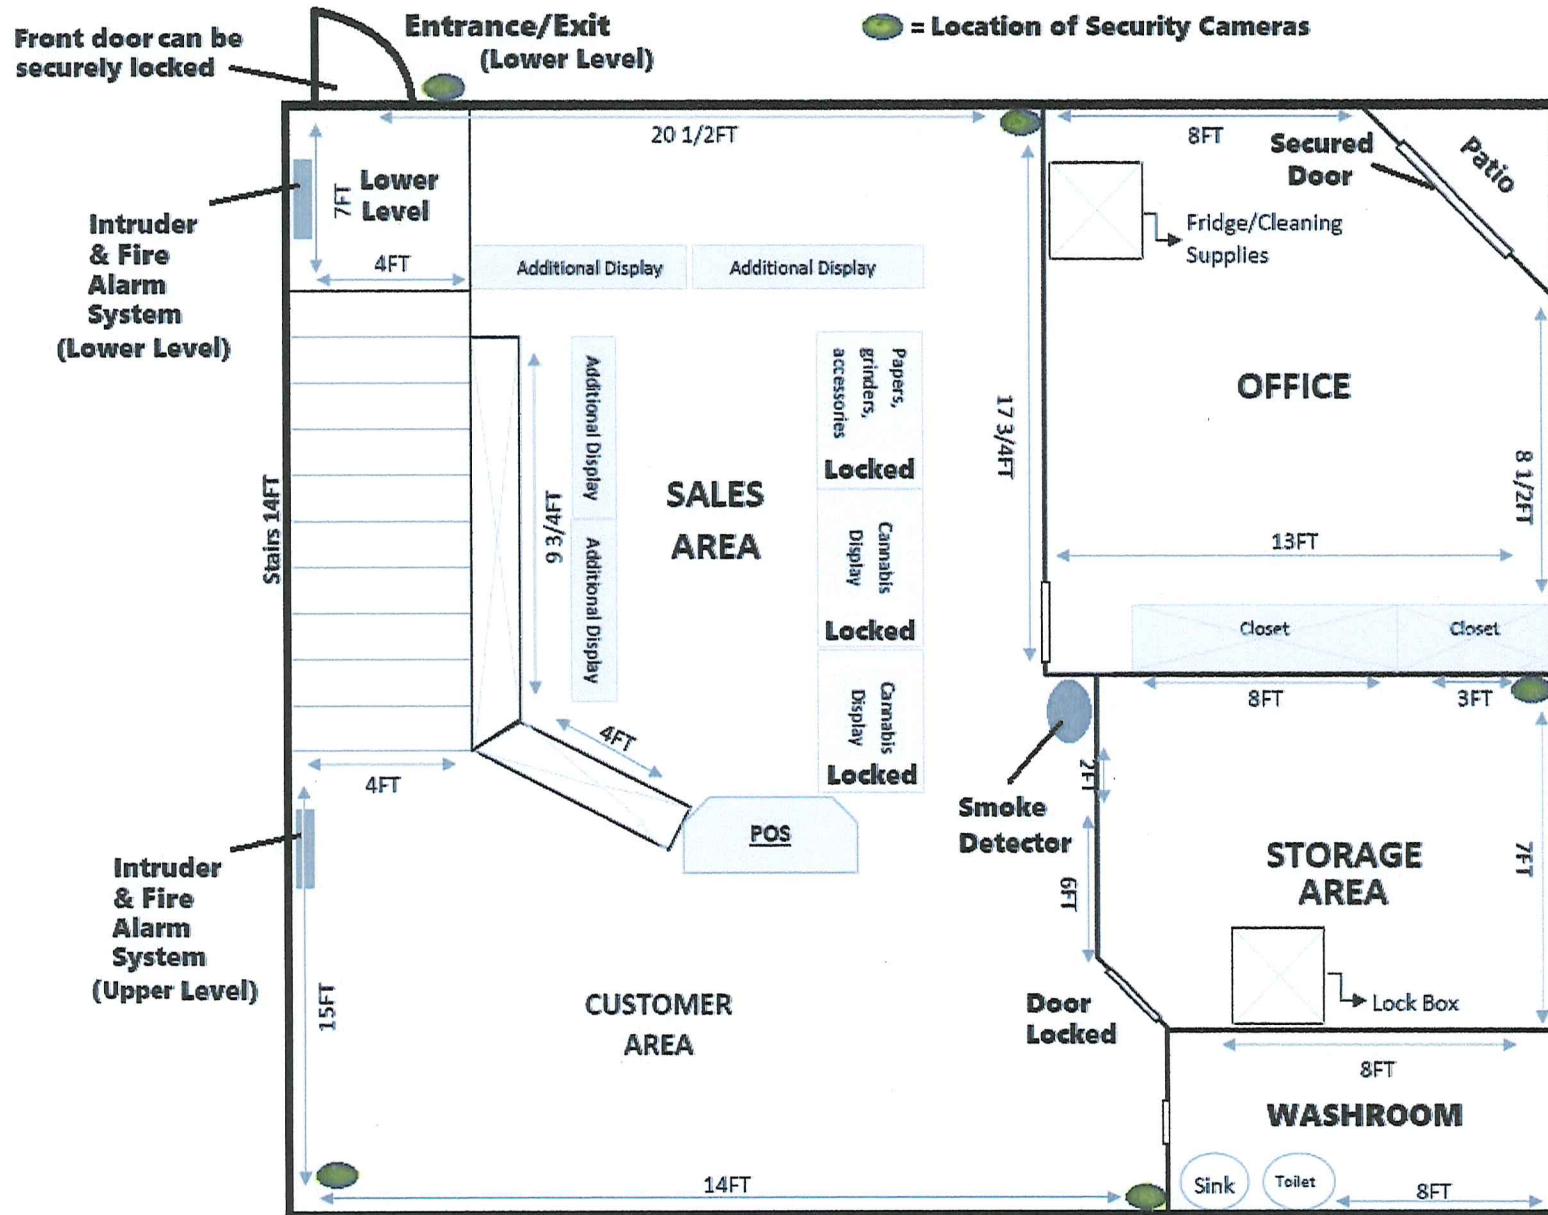 Entrance/Exit
(Lower Level)
= Location of Security Cameras
Front door can be
securely locked
20 1/2FT
8FT
Secured
Door
Patio
Lower
Level
7FT
4FT
Intruder
& Fire
Alarm
System
(Lower Level)
Fridge/Cleaning
Supplies
Additional Display
Additional Display
Stairs 14FT
9 3/4FT
Additional Display
Additional Display
SALES
AREA
Papers,
grinders,
accessories
Locked
Cannabis
Display
Locked
Cannabis
Display
Locked
17 3/4FT
OFFICE
8 1/2FT
13FT
Closet
Closet
8FT
3FT
4FT
4FT
POS
Smoke
Detector
2FT
6FT
STORAGE
AREA
7FT
Lock Box
Intruder
& Fire
Alarm
System
(Upper Level)
15FT
CUSTOMER
AREA
Door
Locked
8FT
WASHROOM
Sink
Toilet
8FT
14FT